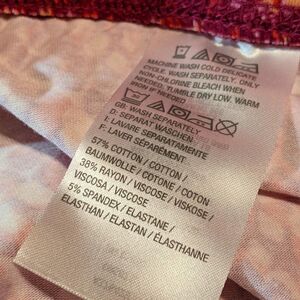 MACHINE WASH COLD DELICATE
CYCLE. WASH SEPARATELY. ONLY
NON-CHLORINE BLEACH WHEN
NEEDED. TUMBLE DRY LOW. WARM
IRON IF NEEDED
GB: WASH SEPARATELY
D: SEPARAT WASCHEN
I: LAVARE SEPARATAMENTE
F: LAVER SÉPARÉMENT
57% COTTON / COTTON /
BAUMWOLLE / COTONE / COTON
38% RAYON / VISCOSE / VISKOSE /
VISCOSA / VISCOSE
5% SPANDEX / ELASTANE /
ELASTHAN / ELASTAN / ÉLASTHANNE